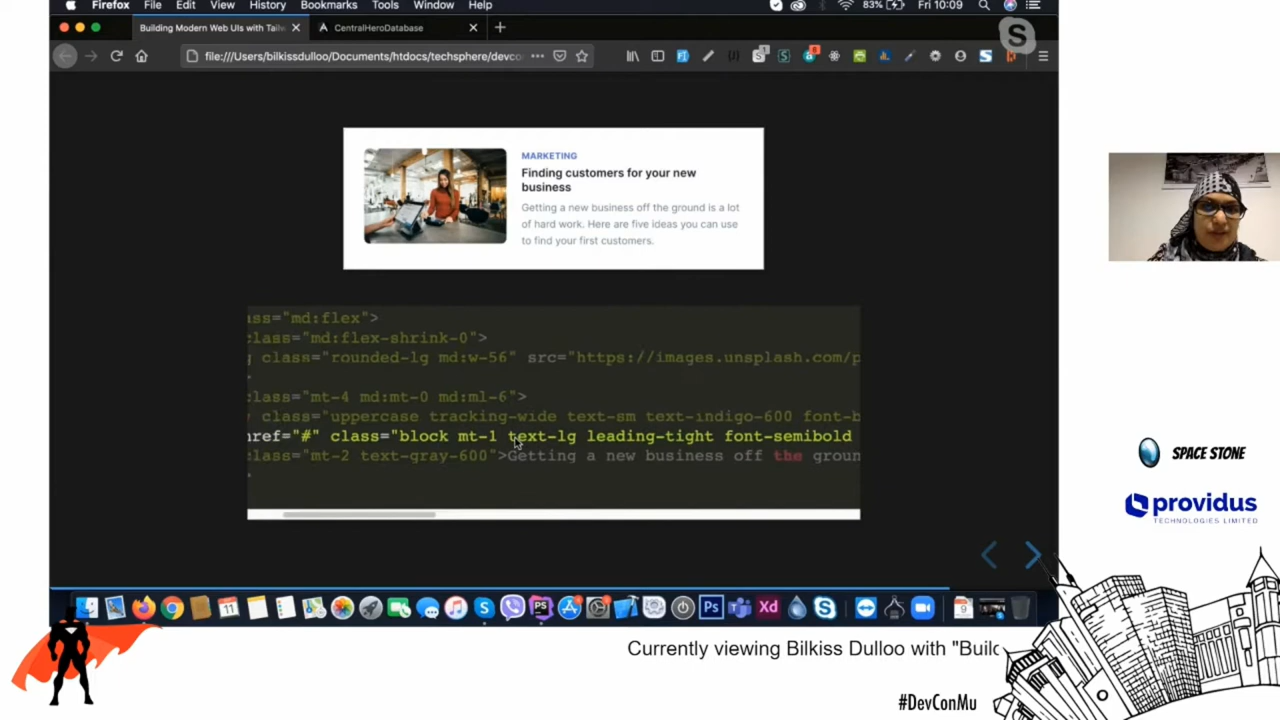 Firefox File Edit View History Bookmarks Tools Window Help 83% Fri 10:09
Building Modern Web UIs with Tailw CentralHeroDatabase
file:///Users/bilkissdulloo/Documents/htdocs/techsphere/devco
MARKETING
Finding customers for your new
business
Getting a new business off the ground is a lot
of hard work. Here are five ideas you can use
to find your first customers.
ass="md:flex">
class="md:flex-shrink-0">
g class="rounded-lg md:w-56" src="https://images.unsplash.com/p
class="mt-4 md:mt-0 md:ml-6">
class="uppercase tracking-wide text-sm text-indigo-600 font-b
href="#" class="block mt-1 text-lg leading-tight font-semibold
class="mt-2 text-gray-600">Getting a new business off the groun
SPACE STONE
providus
TECHNOLOGIES LIMITED
Currently viewing Bilkiss Dulloo with "Build
#DevConMu